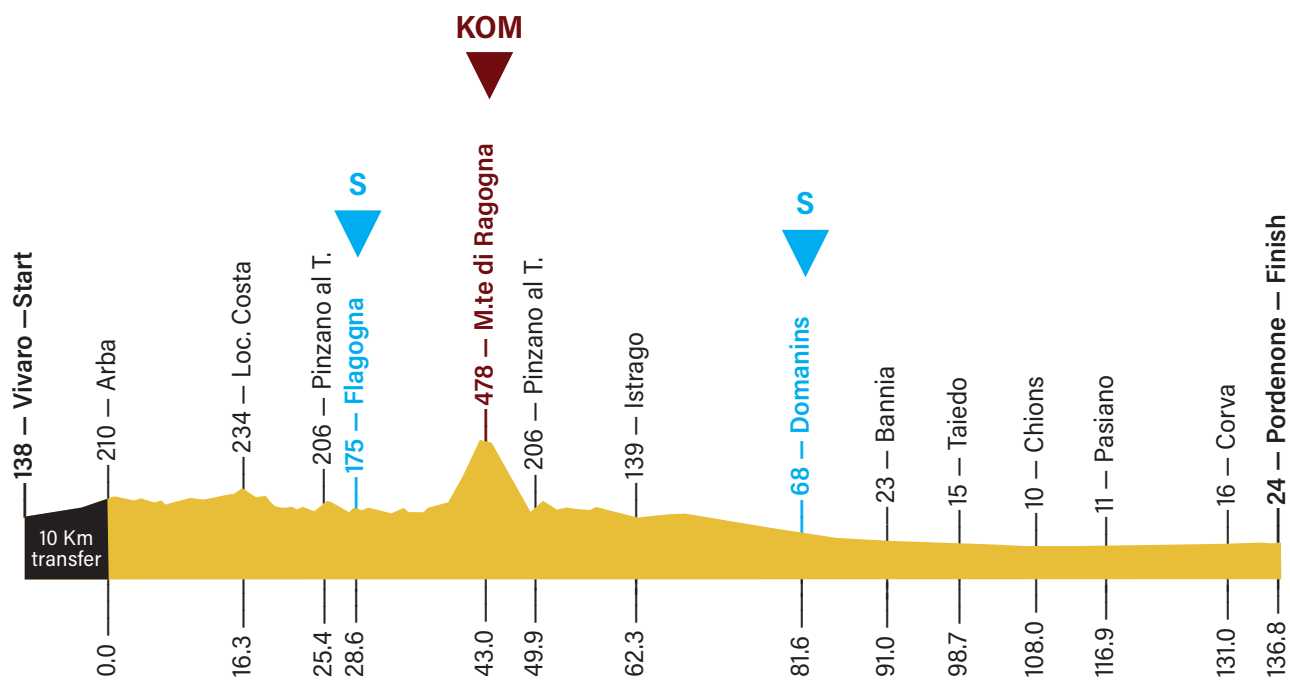 KOM
S
S
138 — Vivaro —Start
210 — Arba
234 — Loc. Costa
206 — Pinzano al T.
175 — Flagogna
478 — M.te di Ragogna
206 — Pinzano al T.
139 — Istrago
68 — Domanins
23 — Bannia
15 — Taiedo
10 — Chions
11 — Pasiano
16 — Corva
24 — Pordenone — Finish
10 Km
transfer
0.0
16.3
25.4
28.6
43.0
49.9
62.3
81.6
91.0
98.7
108.0
116.9
131.0
136.8